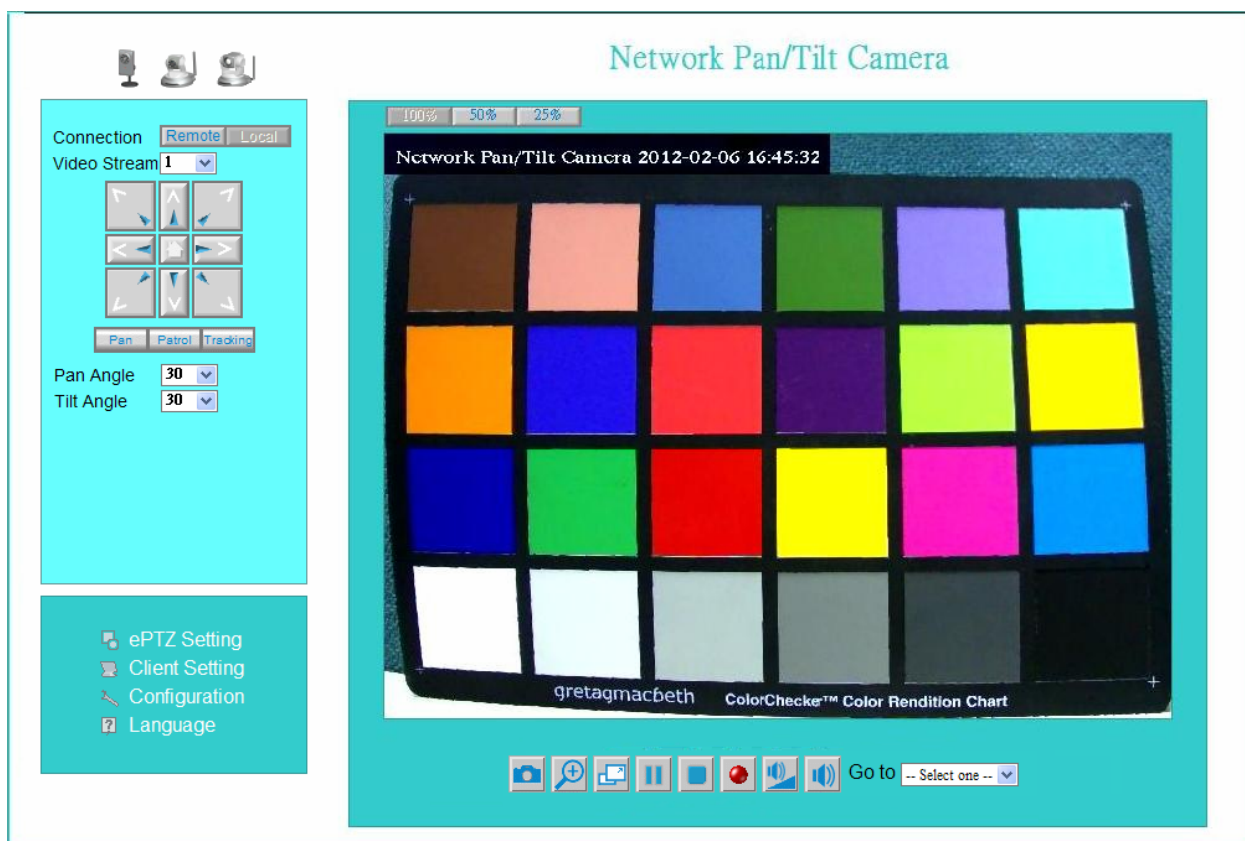 Network Pan/Tilt Camera
100% 50% 25%
Connection Remote Local
Video Stream 1
Network Pan/Tilt Camera 2012-02-06 16:45:32
Pan Patrol Tracking
Pan Angle 30
Tilt Angle 30
ePTZ Setting
Client Setting
Configuration
Language
gretagmacbeth ColorChecker™ Color Rendition Chart
Go to -- Select one --